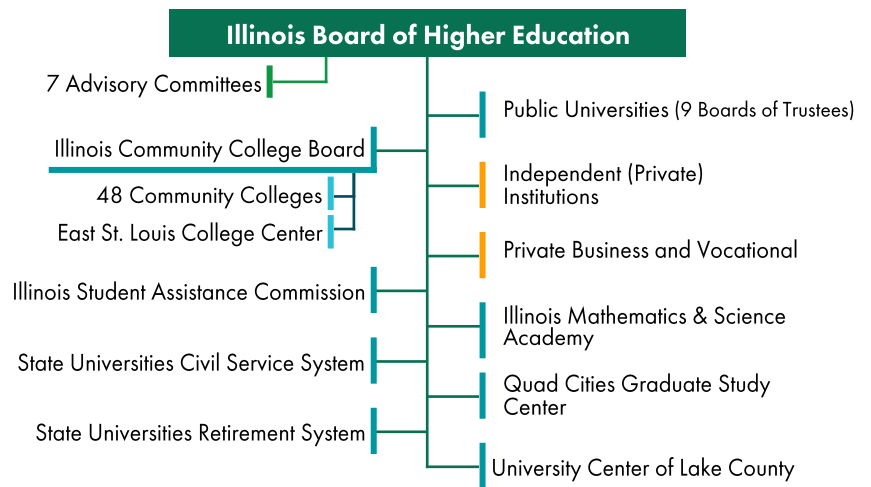 Illinois Board of Higher Education
7 Advisory Committees
Illinois Community College Board
48 Community Colleges
East St. Louis College Center
Illinois Student Assistance Commission
State Universities Civil Service System
State Universities Retirement System
Public Universities (9 Boards of Trustees)
Independent (Private)
Institutions
Private Business and Vocational
Illinois Mathematics & Science
Academy
Quad Cities Graduate Study
Center
University Center of Lake County